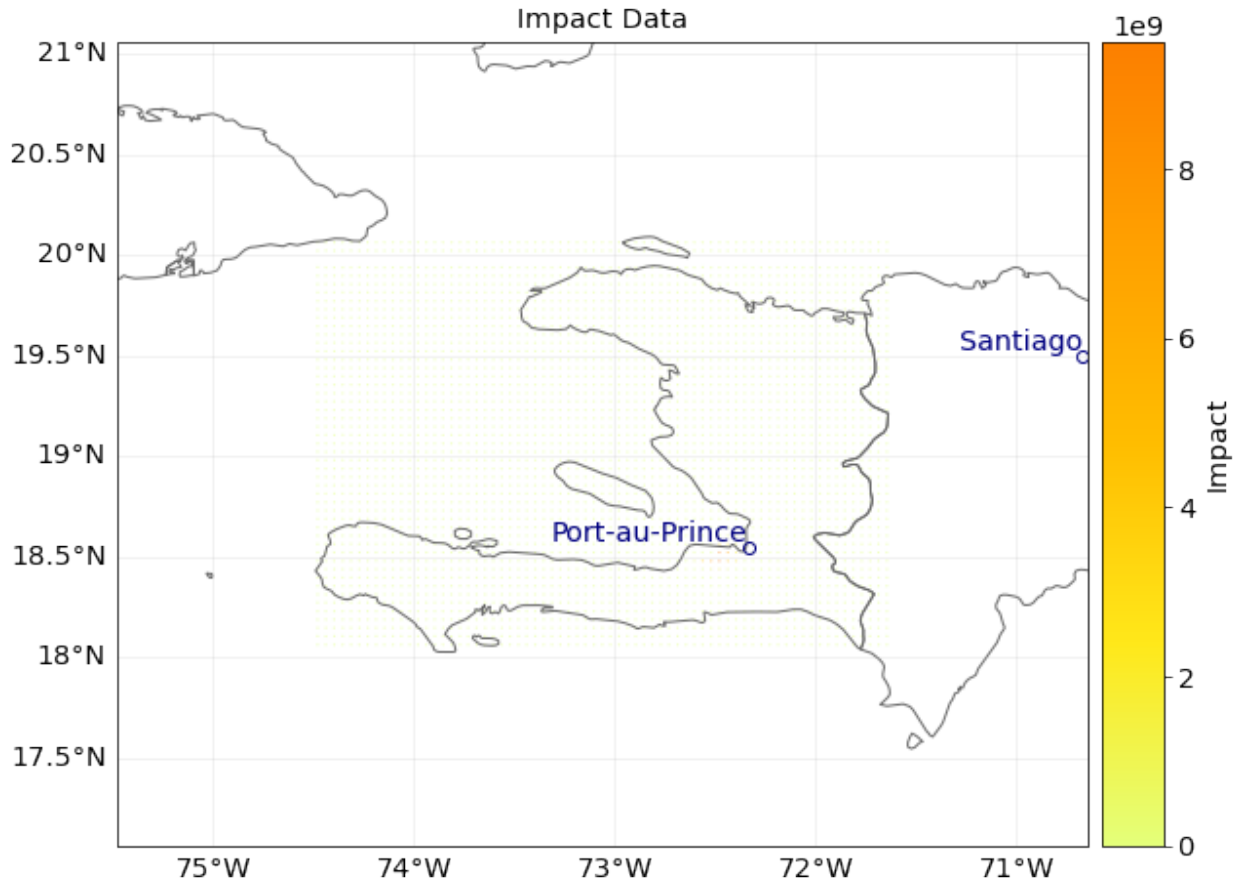 Impact Data
1e9
21°N
20.5°N
20°N
19.5°N
19°N
18.5°N
18°N
17.5°N
Santiago
Port-au-Prince
75°W
74°W
73°W
72°W
71°W
8
6
4
2
0
Impact